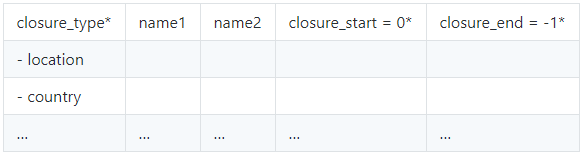 closure_type* name1 name2 closure_start = 0* closure_end = -1*
- location
- country
... ... ... ... ...